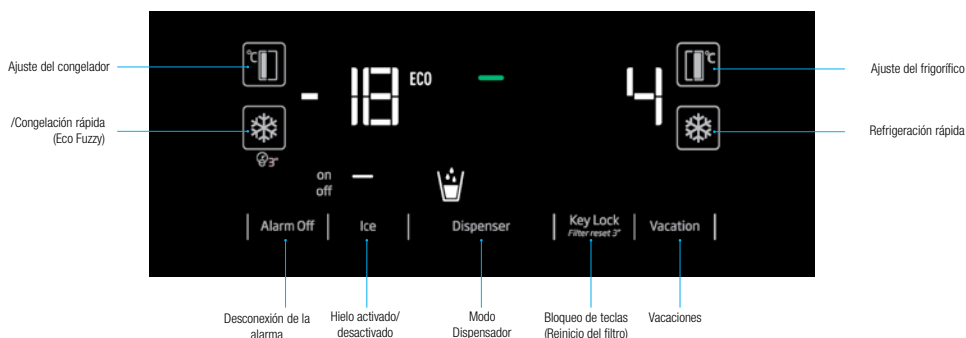 Ajuste del congelador
/Congelación rápida
(Eco Fuzzy)
°C
- 18 ECO
4
°C
Ajuste del frigorífico
Refrigeración rápida
3"
on
off
Alarm Off
Ice
Dispenser
Key Lock
Filter reset 3"
Vacation
Desconexión de la
alarma
Hielo activado/
desactivado
Modo
Dispensador
Bloqueo de teclas
(Reinicio del filtro)
Vacaciones